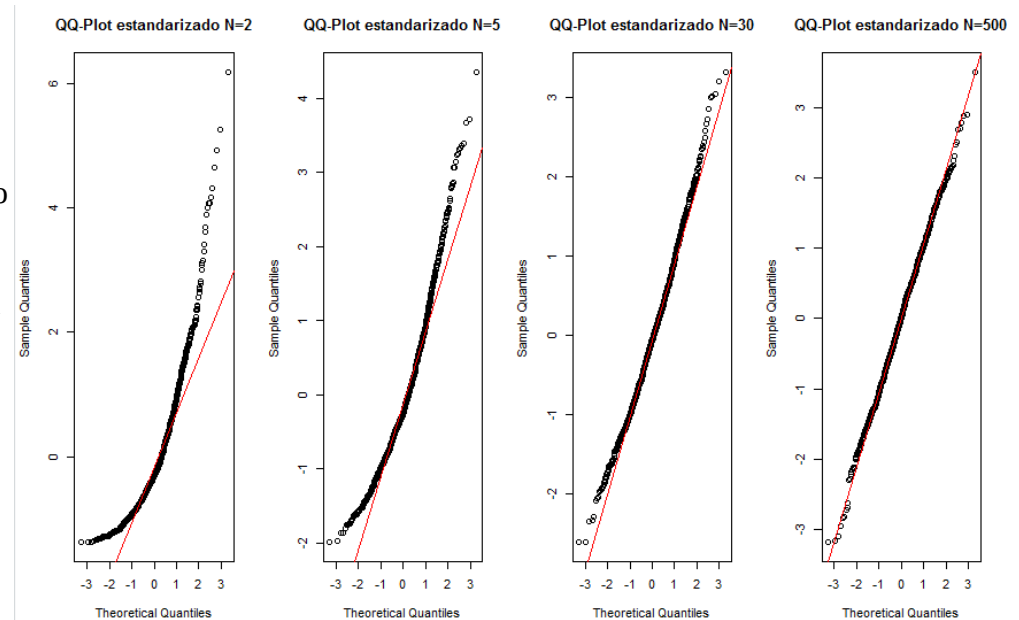 QQ-Plot estandarizado N=2
6
4
2
0
Sample Quantiles
-3 -2 -1 0 1 2 3
Theoretical Quantiles
QQ-Plot estandarizado N=5
4
3
2
1
0
-1
-2
Sample Quantiles
-3 -2 -1 0 1 2 3
Theoretical Quantiles
QQ-Plot estandarizado N=30
3
2
1
0
-1
-2
Sample Quantiles
-3 -2 -1 0 1 2 3
Theoretical Quantiles
QQ-Plot estandarizado N=500
3
2
1
0
-1
-2
-3
Sample Quantiles
-3 -2 -1 0 1 2 3
Theoretical Quantiles